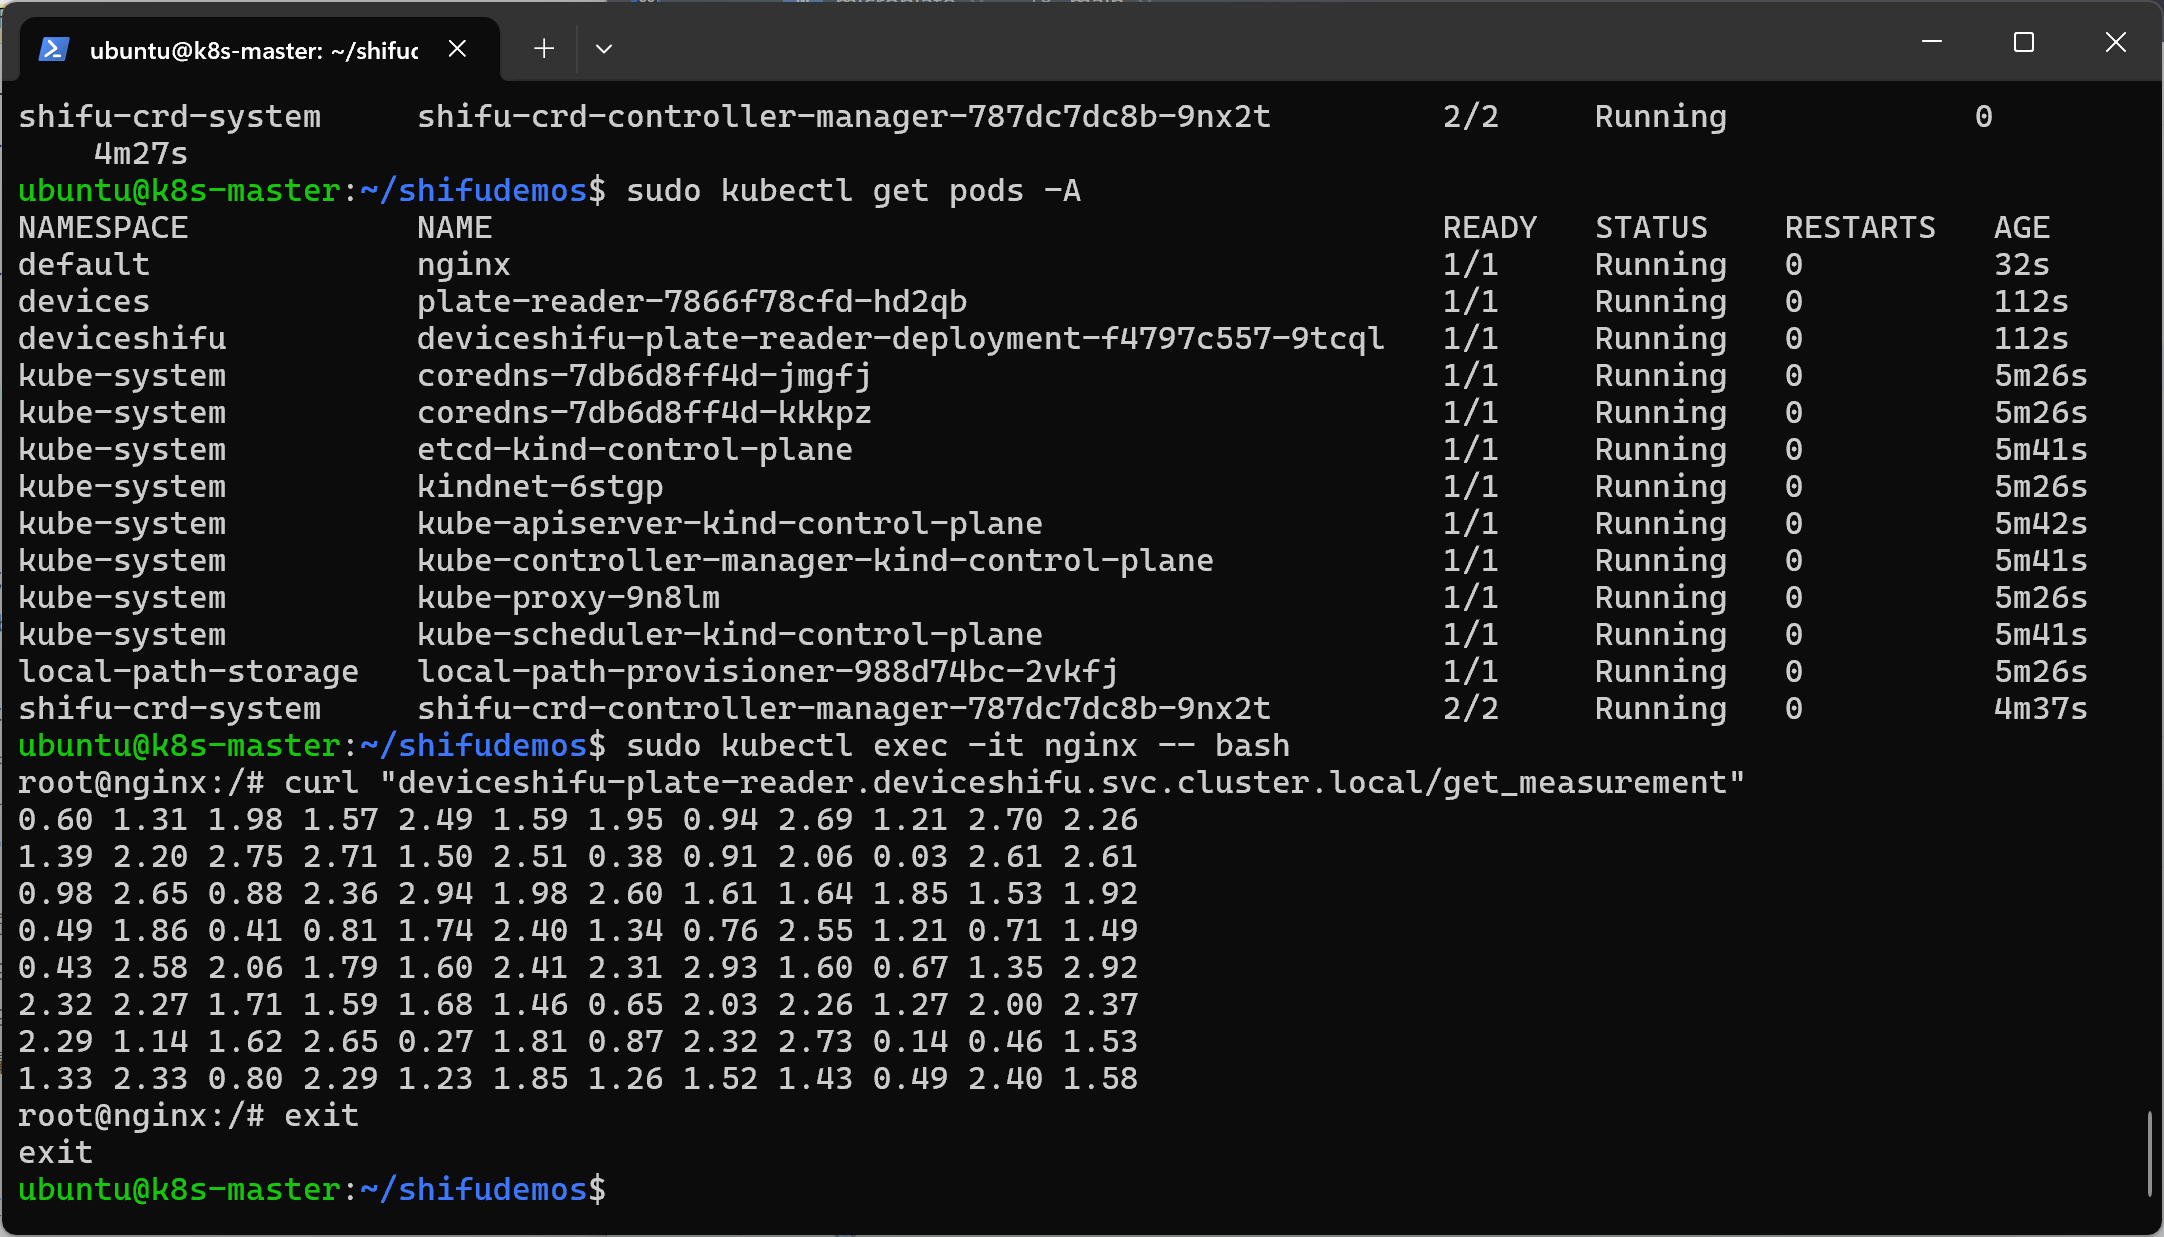 ubuntu@k8s-master: ~/shifud
shifu-crd-system     shifu-crd-controller-manager-787dc7dc8b-9nx2t         2/2     Running             0
    4m27s
ubuntu@k8s-master:~/shifudemos$ sudo kubectl get pods -A
NAMESPACE            NAME                                                  READY   STATUS    RESTARTS   AGE
default              nginx                                                 1/1     Running   0          32s
devices              plate-reader-7866f78cfd-hd2qb                         1/1     Running   0          112s
deviceshifu          deviceshifu-plate-reader-deployment-f4797c557-9tcql   1/1     Running   0          112s
kube-system          coredns-7db6d8ff4d-jmgfj                              1/1     Running   0          5m26s
kube-system          coredns-7db6d8ff4d-kkkpz                              1/1     Running   0          5m26s
kube-system          etcd-kind-control-plane                               1/1     Running   0          5m41s
kube-system          kindnet-6stgp                                         1/1     Running   0          5m26s
kube-system          kube-apiserver-kind-control-plane                     1/1     Running   0          5m42s
kube-system          kube-controller-manager-kind-control-plane            1/1     Running   0          5m41s
kube-system          kube-proxy-9n8lm                                      1/1     Running   0          5m26s
kube-system          kube-scheduler-kind-control-plane                     1/1     Running   0          5m41s
local-path-storage   local-path-provisioner-988d74bc-2vkfj                 1/1     Running   0          5m26s
shifu-crd-system     shifu-crd-controller-manager-787dc7dc8b-9nx2t         2/2     Running   0          4m37s
ubuntu@k8s-master:~/shifudemos$ sudo kubectl exec -it nginx -- bash
root@nginx:/# curl "deviceshifu-plate-reader.deviceshifu.svc.cluster.local/get_measurement"
0.60 1.31 1.98 1.57 2.49 1.59 1.95 0.94 2.69 1.21 2.70 2.26
1.39 2.20 2.75 2.71 1.50 2.51 0.38 0.91 2.06 0.03 2.61 2.61
0.98 2.65 0.88 2.36 2.94 1.98 2.60 1.61 1.64 1.85 1.53 1.92
0.49 1.86 0.41 0.81 1.74 2.40 1.34 0.76 2.55 1.21 0.71 1.49
0.43 2.58 2.06 1.79 1.60 2.41 2.31 2.93 1.60 0.67 1.35 2.92
2.32 2.27 1.71 1.59 1.68 1.46 0.65 2.03 2.26 1.27 2.00 2.37
2.29 1.14 1.62 2.65 0.27 1.81 0.87 2.32 2.73 0.14 0.46 1.53
1.33 2.33 0.80 2.29 1.23 1.85 1.26 1.52 1.43 0.49 2.40 1.58
root@nginx:/# exit
exit
ubuntu@k8s-master:~/shifudemos$